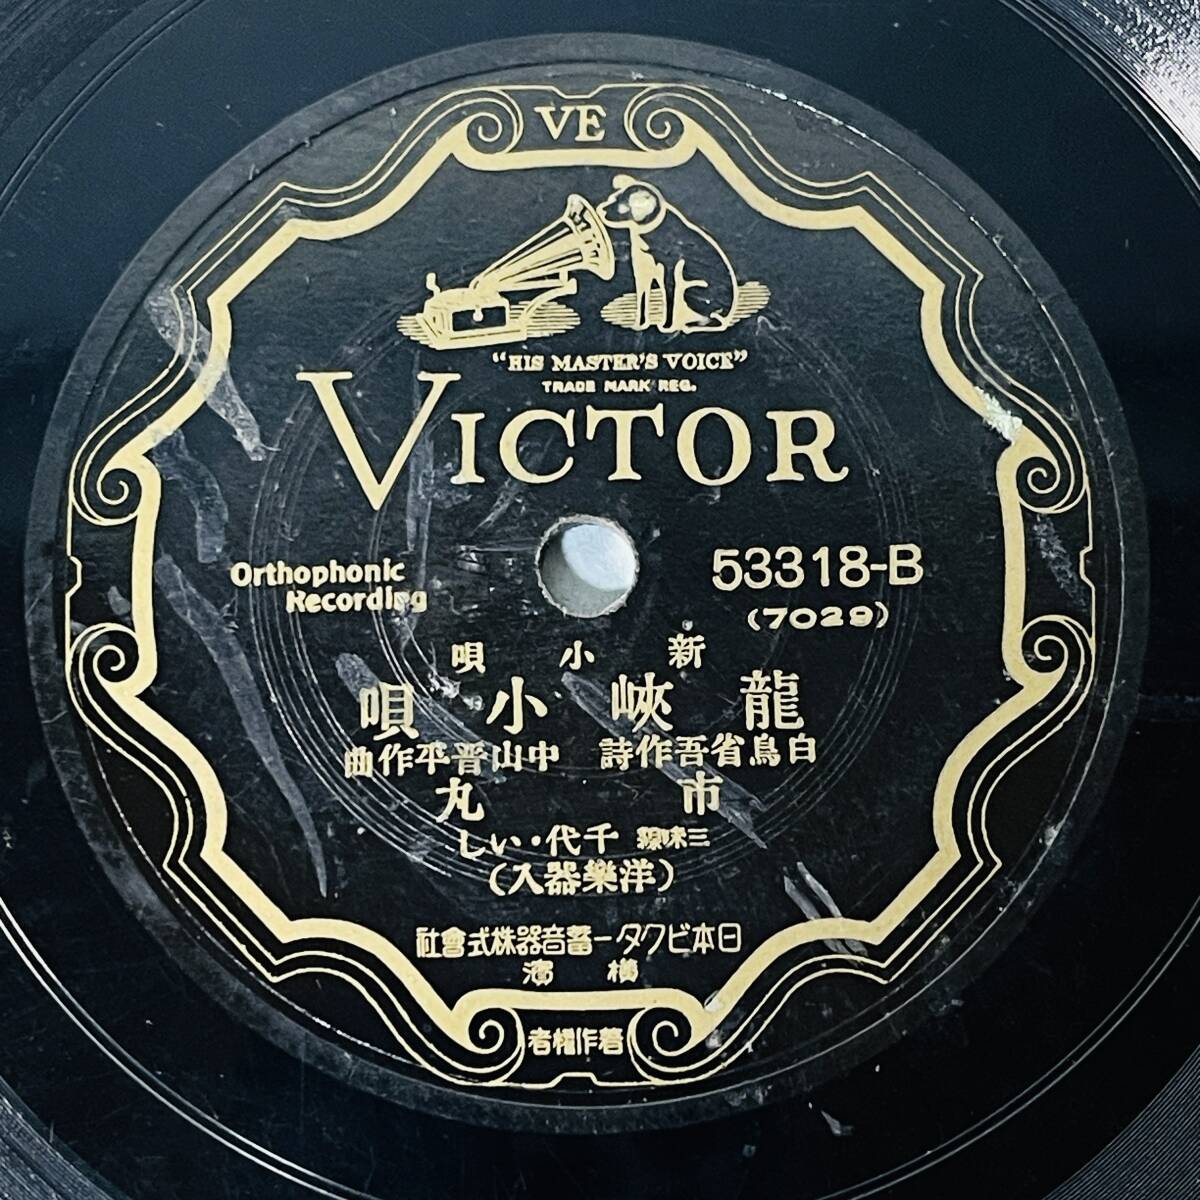 VE
"HIS MASTER'S VOICE"
TRADE MARK REG.
VICTOR
Orthophonic
Recording
53318-B
(7029)
新小唄
龍峽小唄
白鳥省吾作詩 中山晋平作曲
市丸
三味線 千代・いし
(洋樂器入)
日本ビクター蓄音器株式會社
橫濱
著作權者